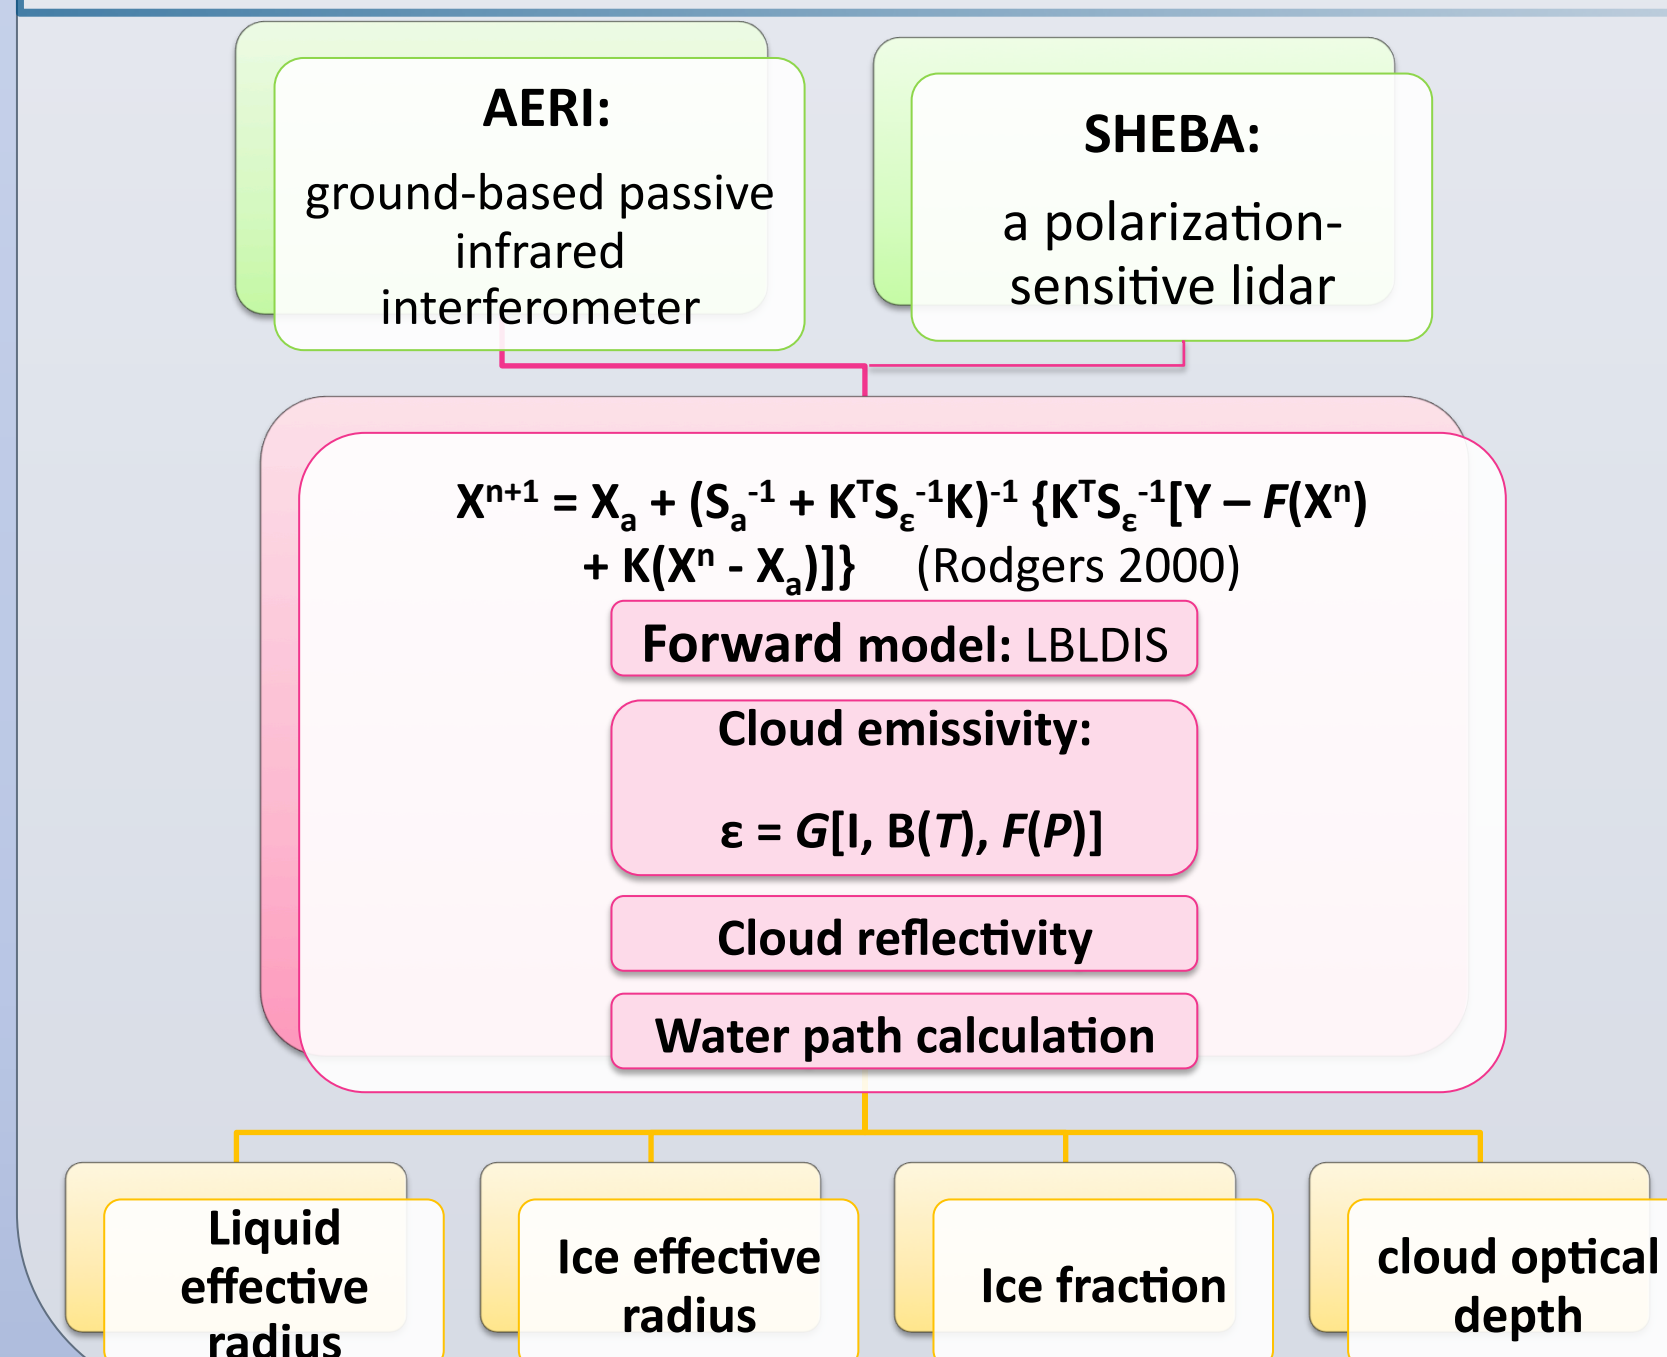 AERI:
ground-based passive
infrared
interferometer
SHEBA:
a polarization-
sensitive lidar
Xⁿ⁺¹ = Xₐ + (Sₐ⁻¹ + KᵀS_ε⁻¹K)⁻¹ {KᵀS_ε⁻¹[Y – F(Xⁿ)
+ K(Xⁿ - Xₐ)]} (Rodgers 2000)
Forward model: LBLDIS
Cloud emissivity:
ε = G[I, B(T), F(P)]
Cloud reflectivity
Water path calculation
Liquid
effective
radius
Ice effective
radius
Ice fraction
cloud optical
depth